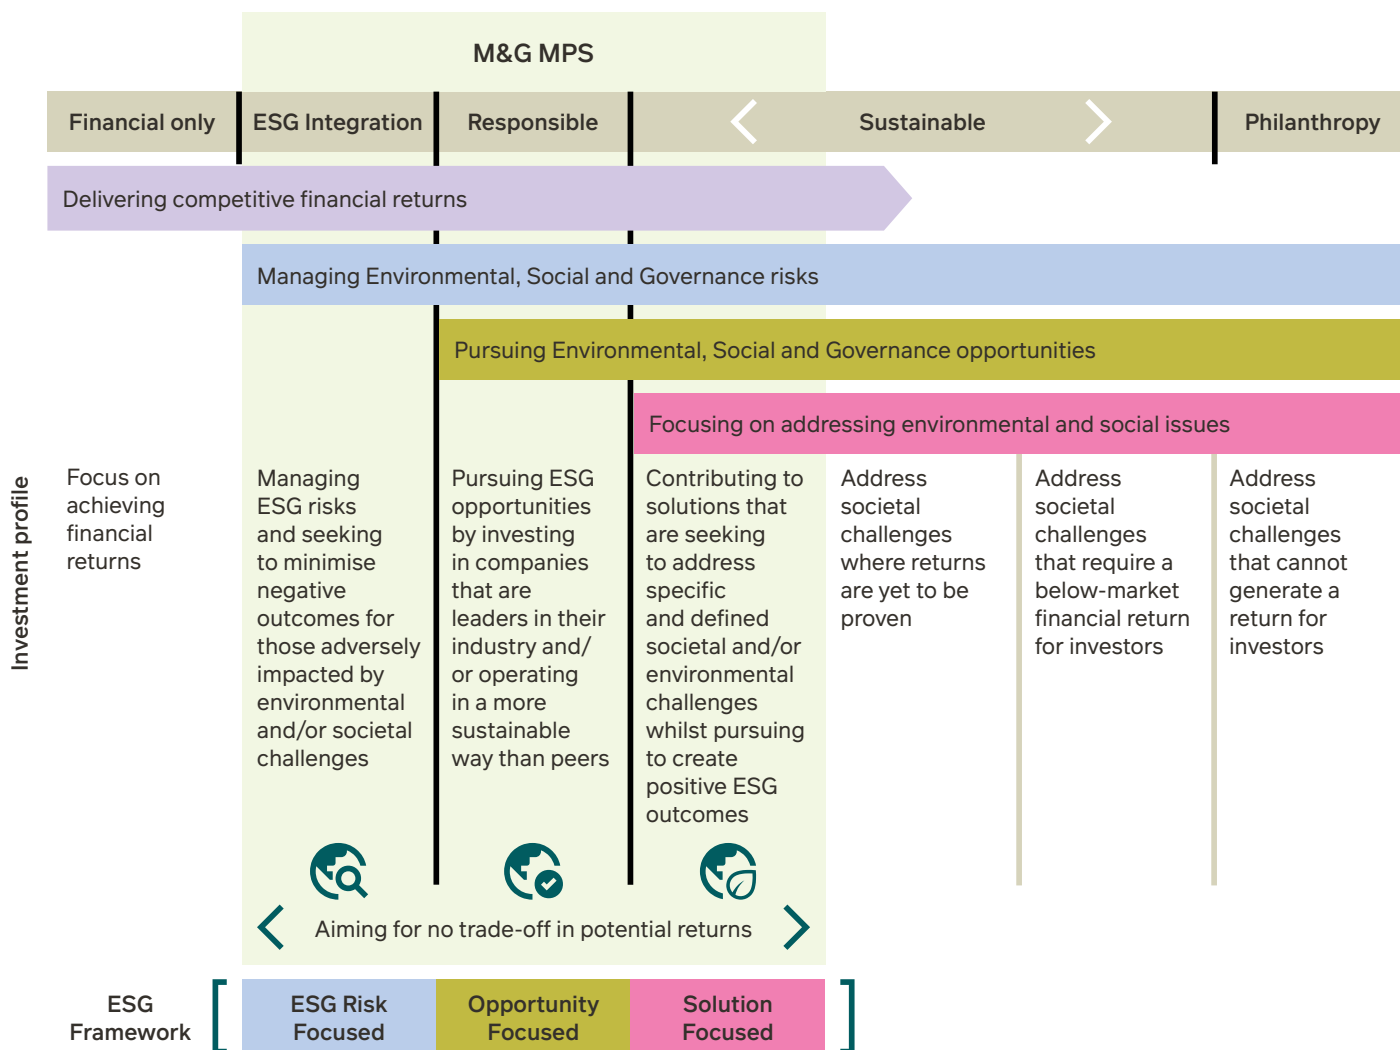 M&G MPS
Financial only
ESG Integration
Responsible
Sustainable
Philanthropy
Delivering competitive financial returns
Managing Environmental, Social and Governance risks
Pursuing Environmental, Social and Governance opportunities
Focusing on addressing environmental and social issues
Investment profile
Focus on
achieving
financial
returns
Managing
ESG risks
and seeking
to minimise
negative
outcomes for
those adversely
impacted by
environmental
and/or societal
challenges
Pursuing ESG
opportunities
by investing
in companies
that are
leaders in their
industry and/
or operating
in a more
sustainable
way than peers
Contributing to
solutions that
are seeking
to address
specific
and defined
societal and/or
environmental
challenges
whilst pursuing
to create
positive ESG
outcomes
Address
societal
challenges
where returns
are yet to be
proven
Address
societal
challenges
that require a
below-market
financial return
for investors
Address
societal
challenges
that cannot
generate a
return for
investors
Aiming for no trade-off in potential returns
ESG
Framework
ESG Risk
Focused
Opportunity
Focused
Solution
Focused